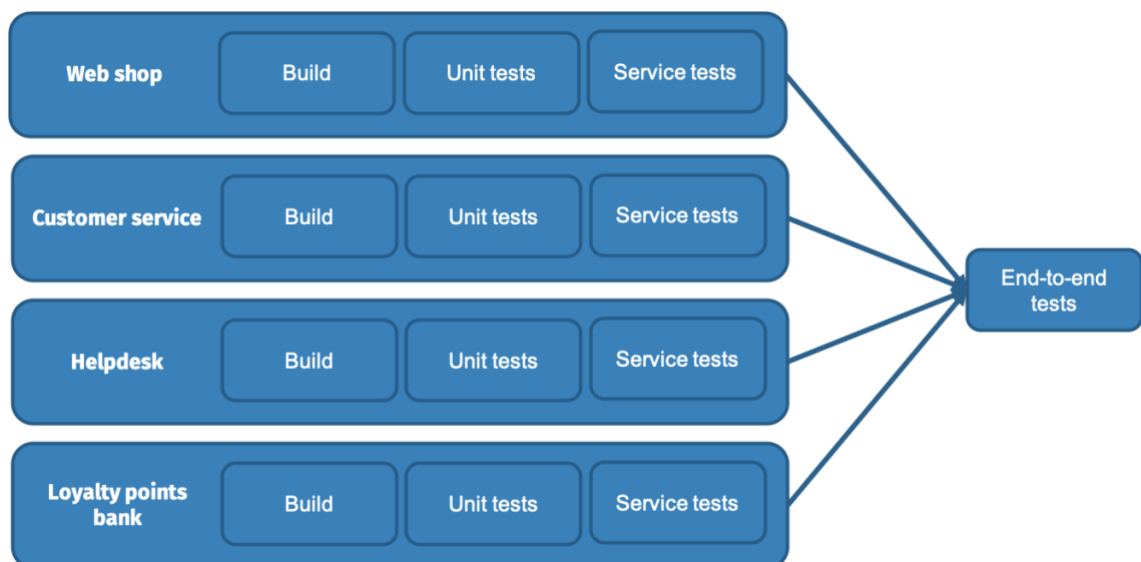 Web shop
Build
Unit tests
Service tests
Customer service
Build
Unit tests
Service tests
Helpdesk
Build
Unit tests
Service tests
Loyalty points
bank
Build
Unit tests
Service tests
End-to-end
tests